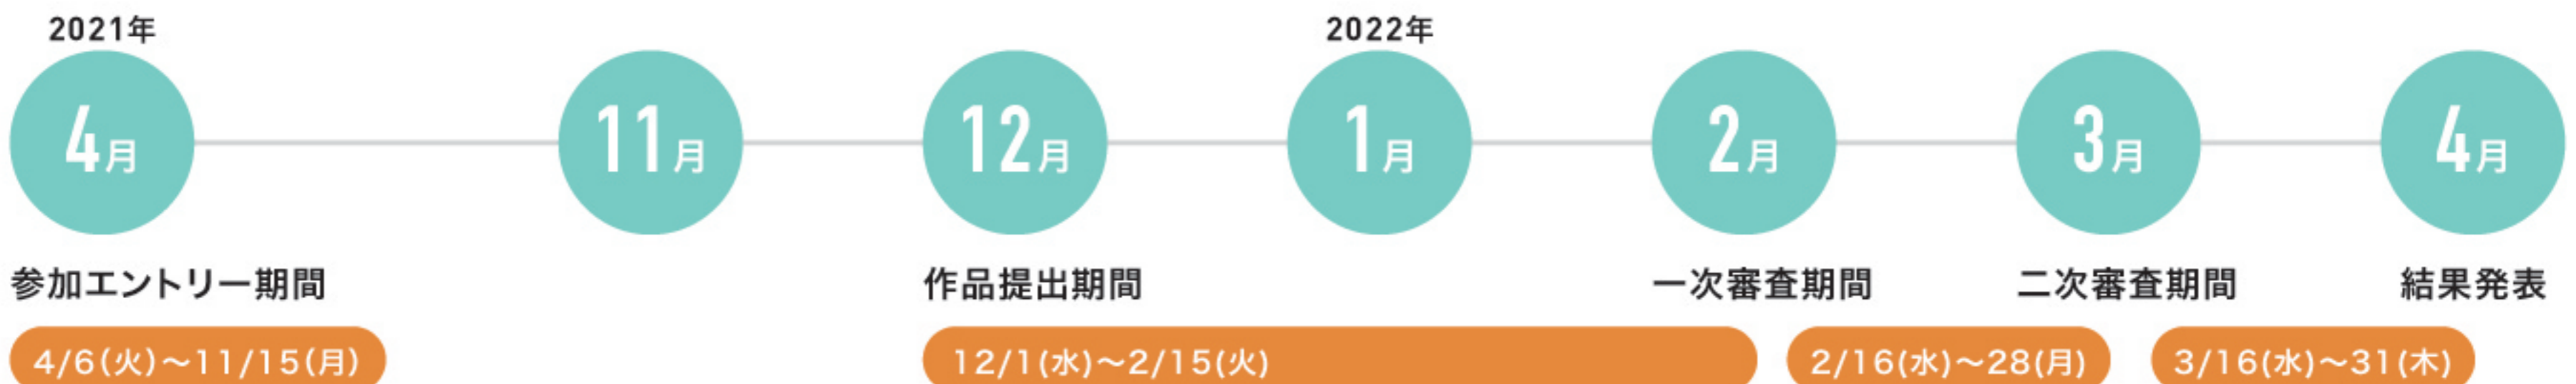 2021年
2022年
4月
11月
12月
1月
2月
3月
4月
参加エントリー期間
作品提出期間
一次審査期間
二次審査期間
結果発表
4/6(火)～11/15(月)
12/1(水)～2/15(火)
2/16(水)～28(月)
3/16(水)～31(木)